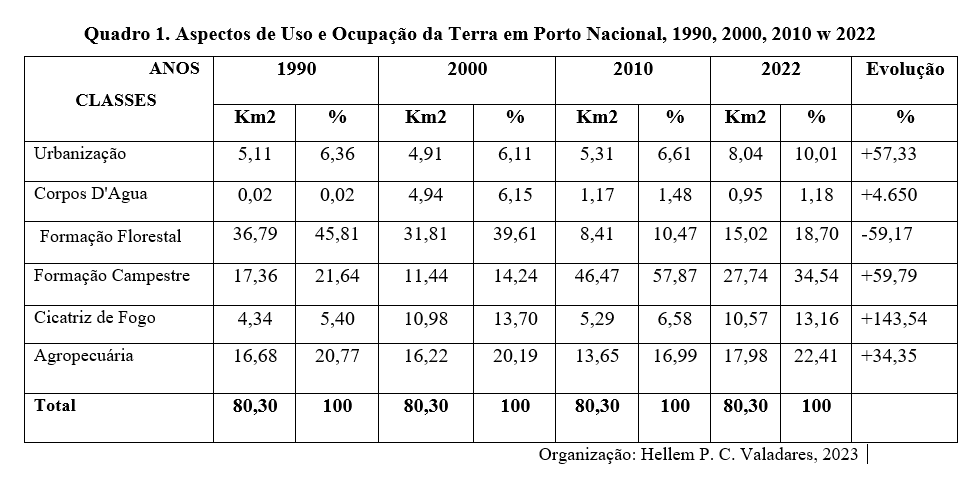 Quadro 1. Aspectos de Uso e Ocupação da Terra em Porto Nacional, 1990, 2000, 2010 w 2022
ANOS 1990 2000 2010 2022 Evolução
CLASSES
Km2 % Km2 % Km2 % Km2 % %
Urbanização 5,11 6,36 4,91 6,11 5,31 6,61 8,04 10,01 +57,33
Corpos D'Agua 0,02 0,02 4,94 6,15 1,17 1,48 0,95 1,18 +4.650
Formação Florestal 36,79 45,81 31,81 39,61 8,41 10,47 15,02 18,70 -59,17
Formação Campestre 17,36 21,64 11,44 14,24 46,47 57,87 27,74 34,54 +59,79
Cicatriz de Fogo 4,34 5,40 10,98 13,70 5,29 6,58 10,57 13,16 +143,54
Agropecuária 16,68 20,77 16,22 20,19 13,65 16,99 17,98 22,41 +34,35
Total 80,30 100 80,30 100 80,30 100 80,30 100
Organização: Hellem P. C. Valadares, 2023